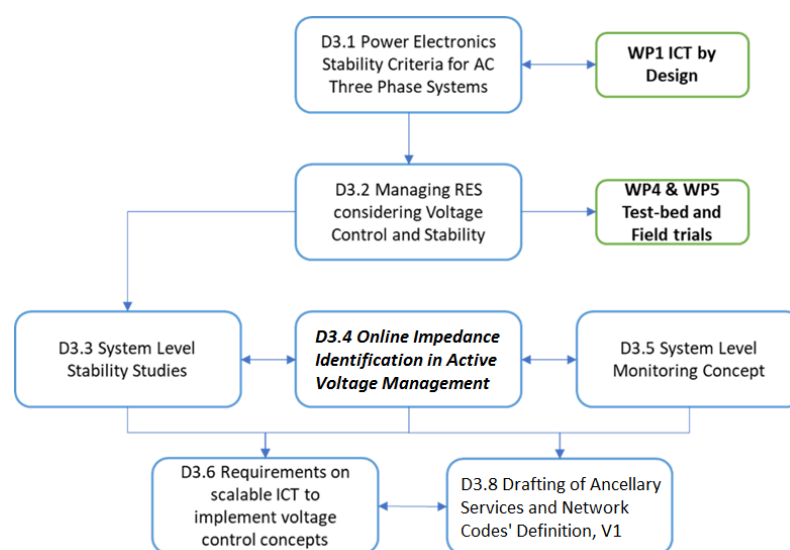 D3.1 Power Electronics
Stability Criteria for AC
Three Phase Systems
WP1 ICT by
Design
D3.2 Managing RES
considering Voltage
Control and Stability
WP4 & WP5
Test-bed and
Field trials
D3.3 System Level
Stability Studies
D3.4 Online Impedance
Identification in Active
Voltage Management
D3.5 System Level
Monitoring Concept
D3.6 Requirements on
scalable ICT to
implement voltage
control concepts
D3.8 Drafting of Ancillary
Services and Network
Codes' Definition, V1